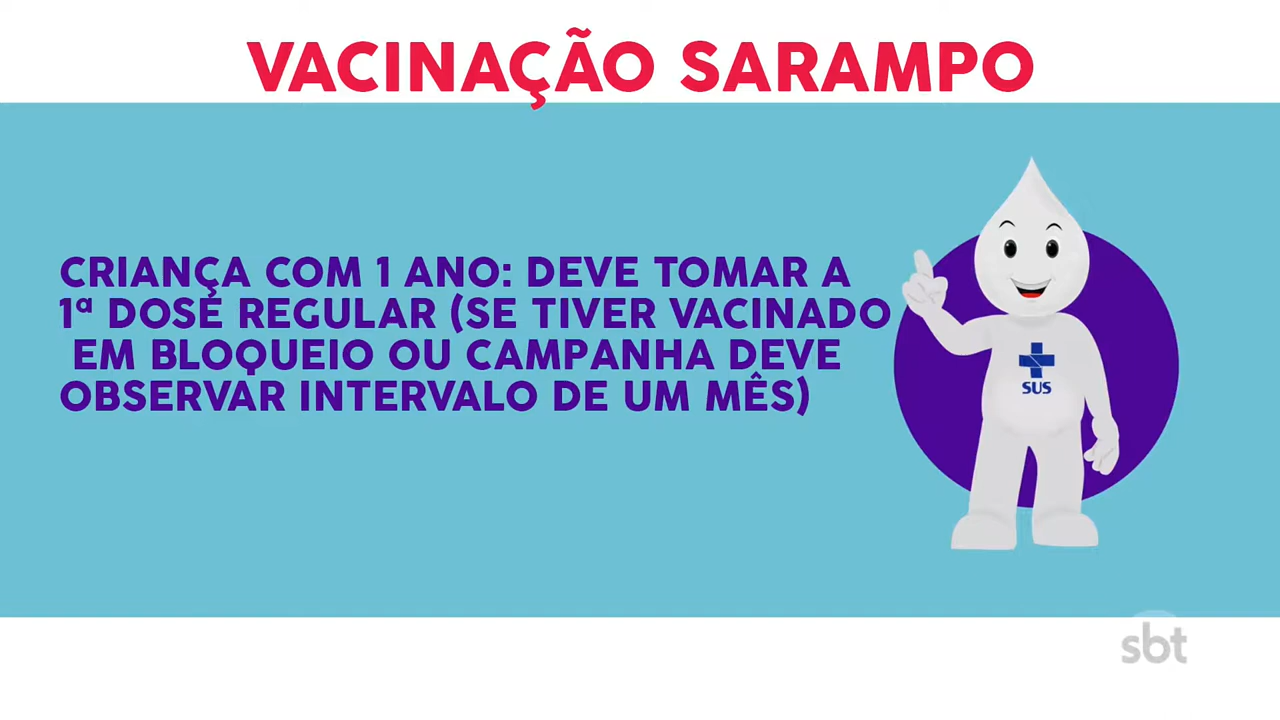 VACINAÇÃO SARAMPO
CRIANÇA COM 1 ANO: DEVE TOMAR A
1ª DOSE REGULAR (SE TIVER VACINADO
EM BLOQUEIO OU CAMPANHA DEVE
OBSERVAR INTERVALO DE UM MÊS)
SUS
sbt